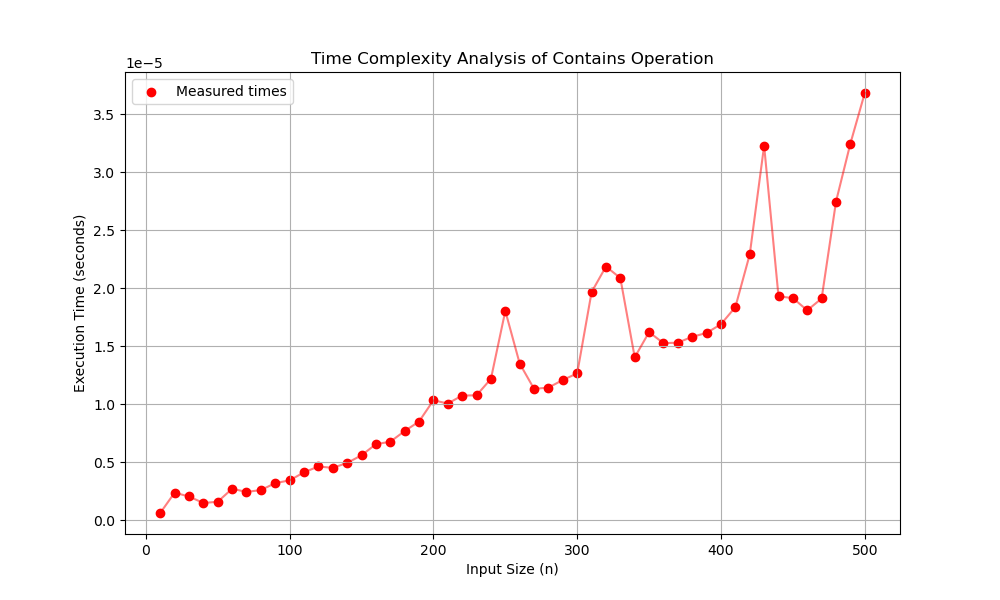 Time Complexity Analysis of Contains Operation
1e−5
Measured times
3.5
3.0
2.5
2.0
1.5
1.0
0.5
0.0
Execution Time (seconds)
0 100 200 300 400 500
Input Size (n)